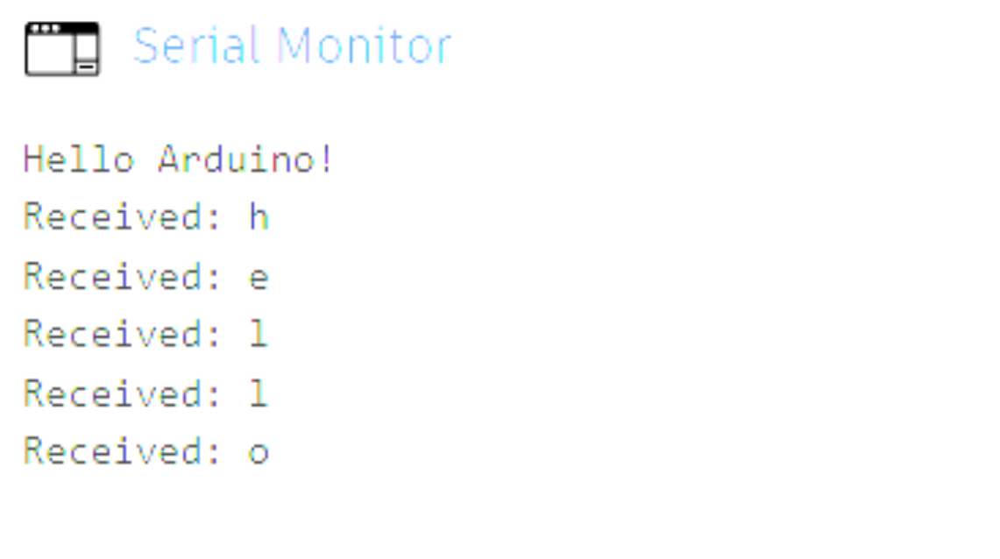 Serial Monitor
Hello Arduino!
Received: h
Received: e
Received: l
Received: l
Received: o